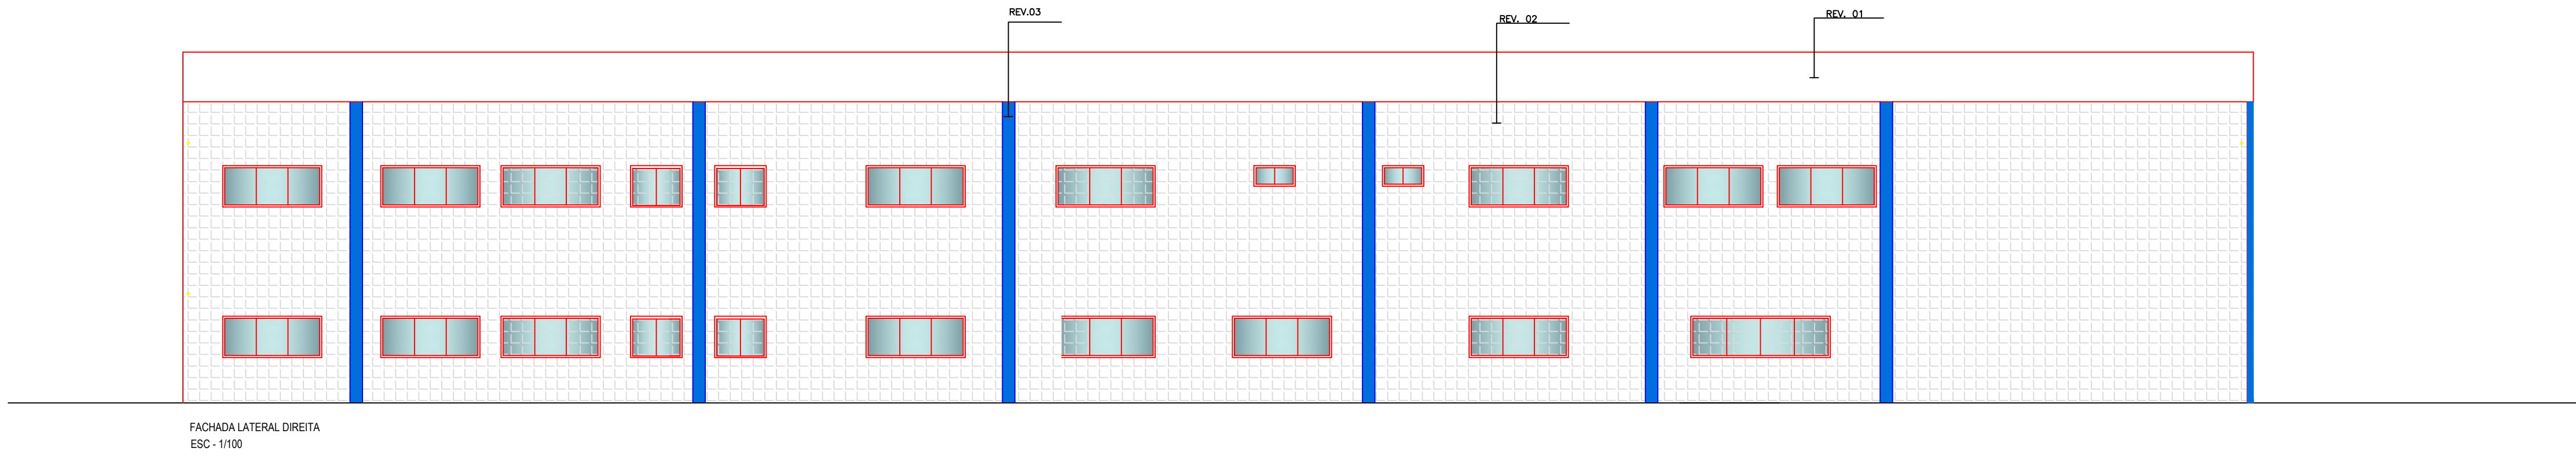 REV.03
REV. 02
REV. 01
FACHADA LATERAL DIREITA
ESC - 1/100